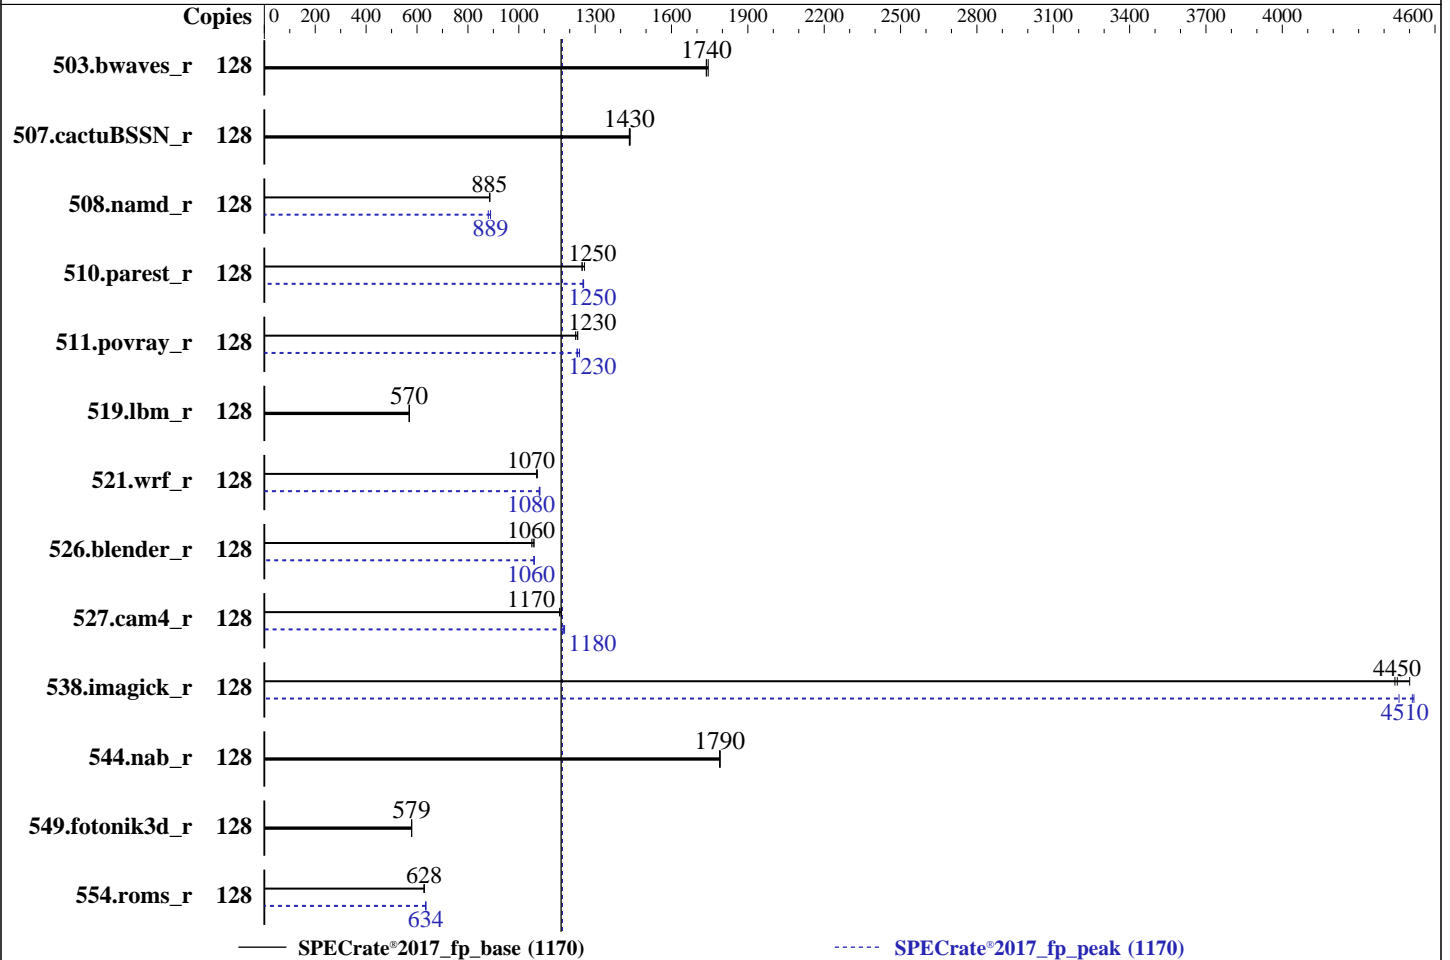 Copies 0 200 400 600 800 1000 1300 1600 1900 2200 2500 2800 3100 3400 3700 4000 4600
503.bwaves_r 128 1740
507.cactuBSSN_r 128 1430
508.namd_r 128 885
889
510.parest_r 128 1250
1250
511.povray_r 128 1230
1230
519.lbm_r 128 570
521.wrf_r 128 1070
1080
526.blender_r 128 1060
1060
527.cam4_r 128 1170
1180
538.imagick_r 128 4450
4510
544.nab_r 128 1790
549.fotonik3d_r 128 579
554.roms_r 128 628
634
SPECrate®2017_fp_base (1170) SPECrate®2017_fp_peak (1170)